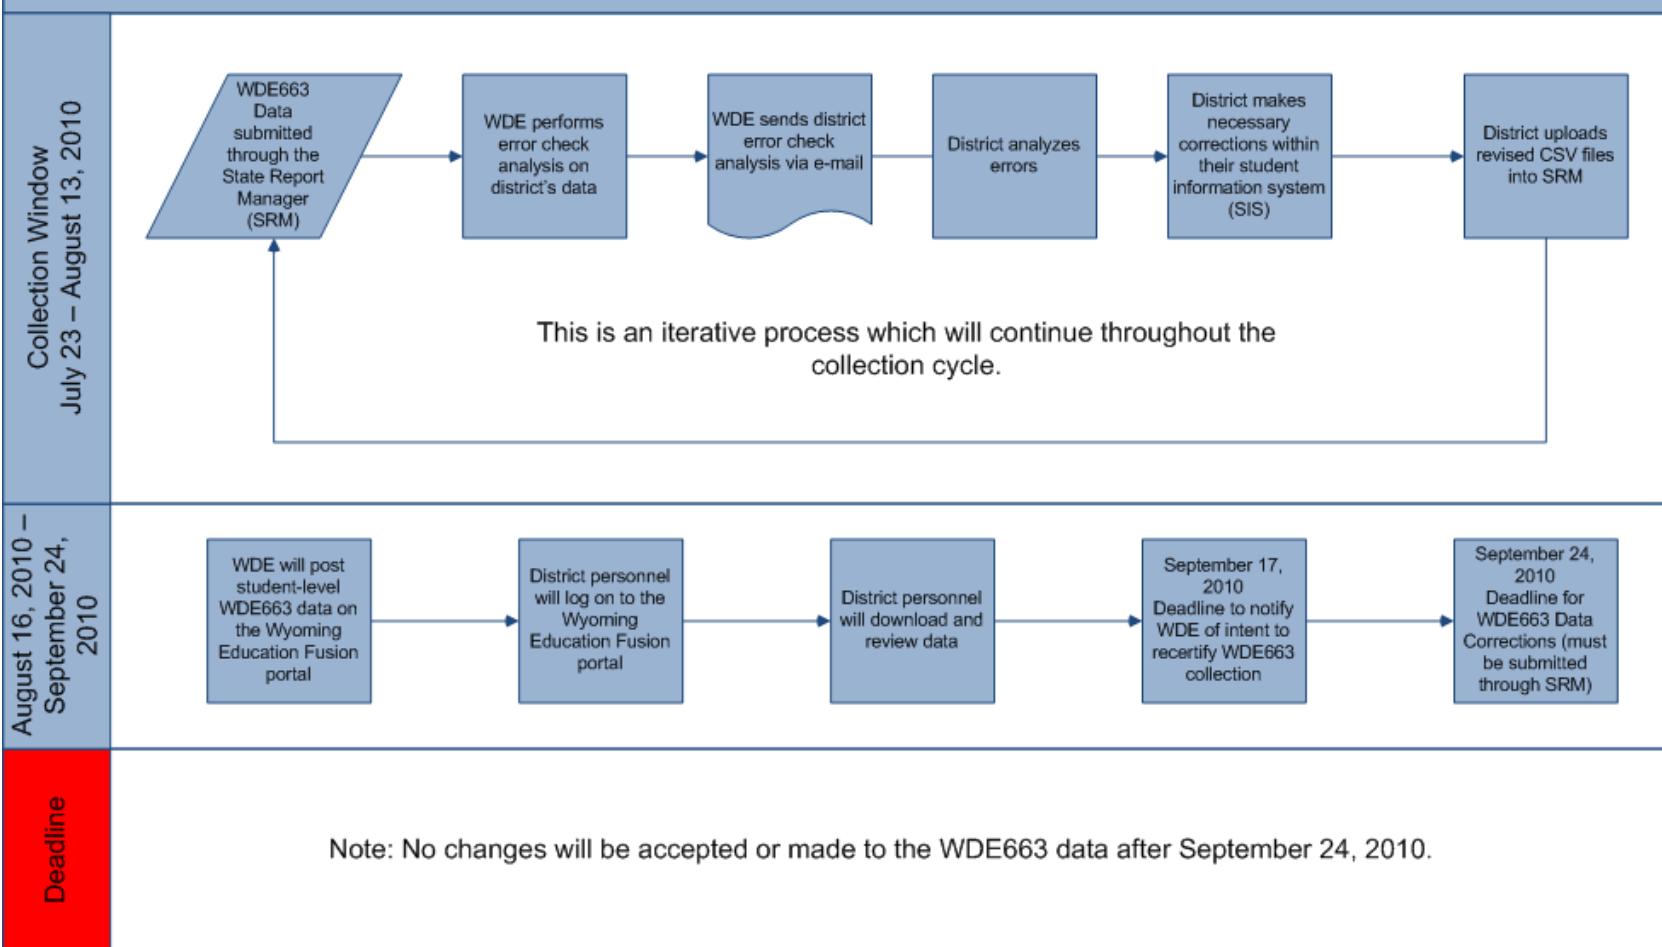 Collection Window
July 23 – August 13, 2010
WDE663
Data
submitted
through the
State Report
Manager
(SRM)
WDE performs
error check
analysis on
district's data
WDE sends district
error check
analysis via e-mail
District analyzes
errors
District makes
necessary
corrections within
their student
information system
(SIS)
District uploads
revised CSV files
into SRM
This is an iterative process which will continue throughout the
collection cycle.
August 16, 2010 –
September 24,
2010
WDE will post
student-level
WDE663 data on
the Wyoming
Education Fusion
portal
District personnel
will log on to the
Wyoming
Education Fusion
portal
District personnel
will download and
review data
September 17,
2010
Deadline to notify
WDE of intent to
recertify WDE663
collection
September 24,
2010
Deadline for
WDE663 Data
Corrections (must
be submitted
through SRM)
Deadline
Note: No changes will be accepted or made to the WDE663 data after September 24, 2010.